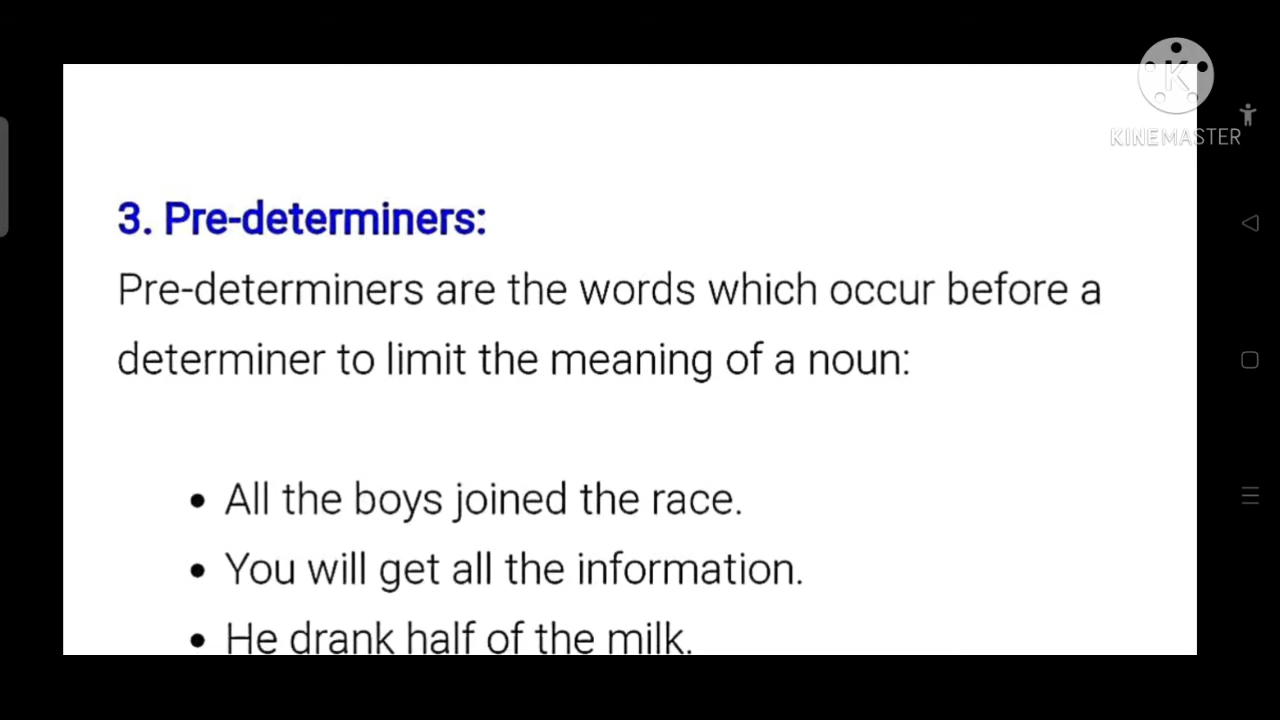 K
KINEMASTER
3. Pre-determiners:
Pre-determiners are the words which occur before a
determiner to limit the meaning of a noun:
• All the boys joined the race.
• You will get all the information.
• He drank half of the milk.